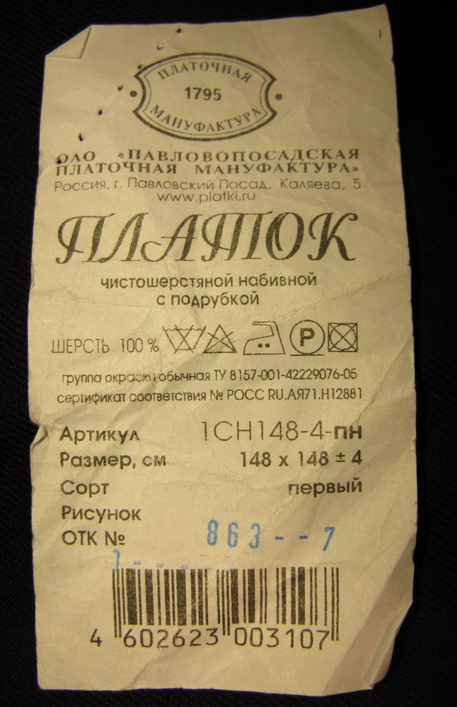 ПЛАТОЧНАЯ
1795
МАНУФАКТУРА
ОАО «ПАВЛОВОПОСАДСКАЯ
ПЛАТОЧНАЯ МАНУФАКТУРА»
Россия, г. Павловский Посад, Каляева, 5
www.platki.ru
ПЛАТОК
чистошерстяной набивной
с подрубкой
ШЕРСТЬ 100 % P
группа окраски обычная ТУ 8157-001-42229076-05
сертификат соответствия № РОСС RU.АЯ71.Н12881
Артикул 1СН148-4-пн
Размер, см 148 х 148 ± 4
Сорт первый
Рисунок
ОТК № 863--7
1-----
4 602623 003107